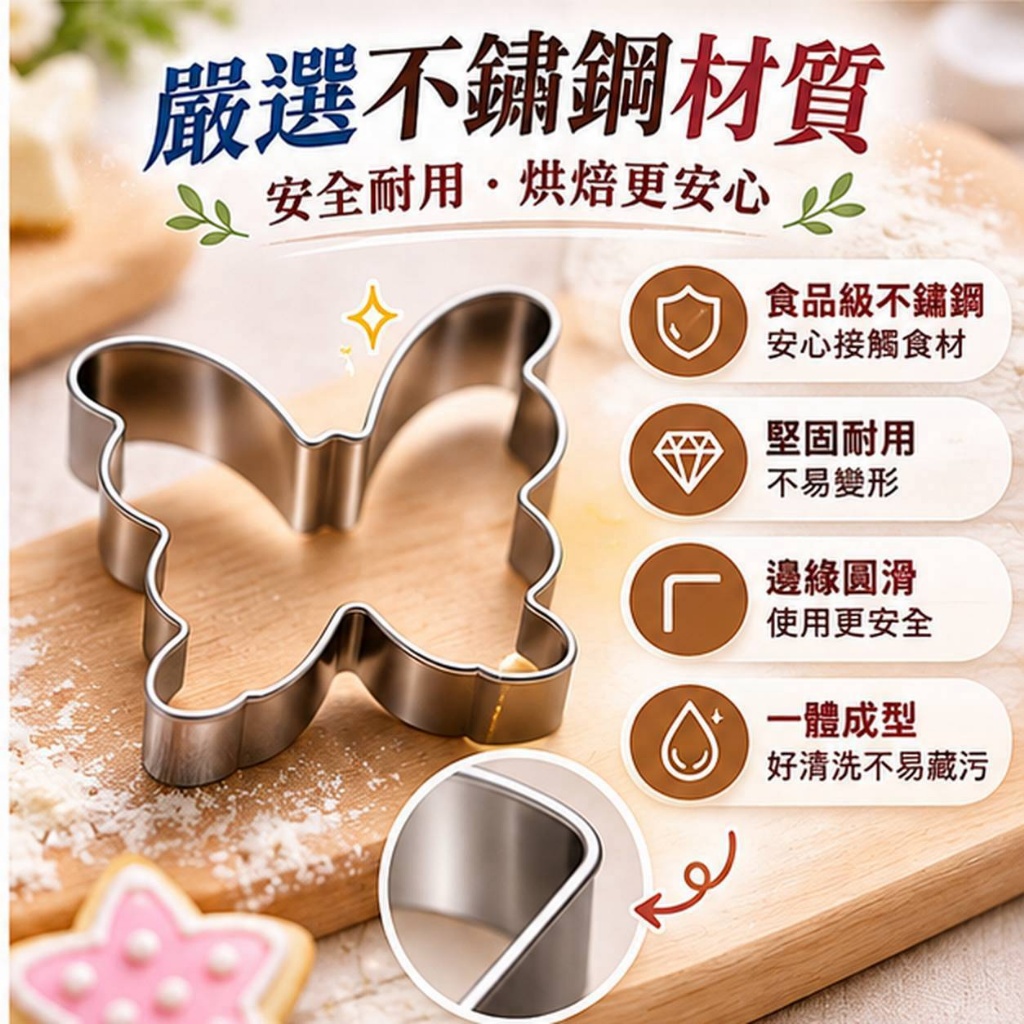 嚴選不鏽鋼材質
安全耐用・烘焙更安心
食品級不鏽鋼
安心接觸食材
堅固耐用
不易變形
邊緣圓滑
使用更安全
一體成型
好清洗不易藏污